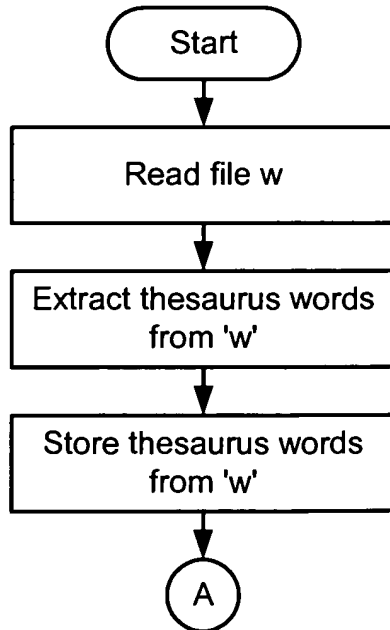 Start
Read file w
Extract thesaurus words
from 'w'
Store thesaurus words
from 'w'
A